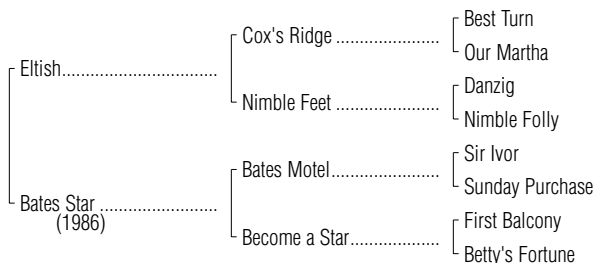 Best Turn
Cox's Ridge ....................
Our Martha
Eltish..............................
Danzig
Nimble Feet ....................
Nimble Folly
Sir Ivor
Bates Motel.....................
Sunday Purchase
Bates Star .......................
(1986)
First Balcony
Become a Star.................
Betty's Fortune